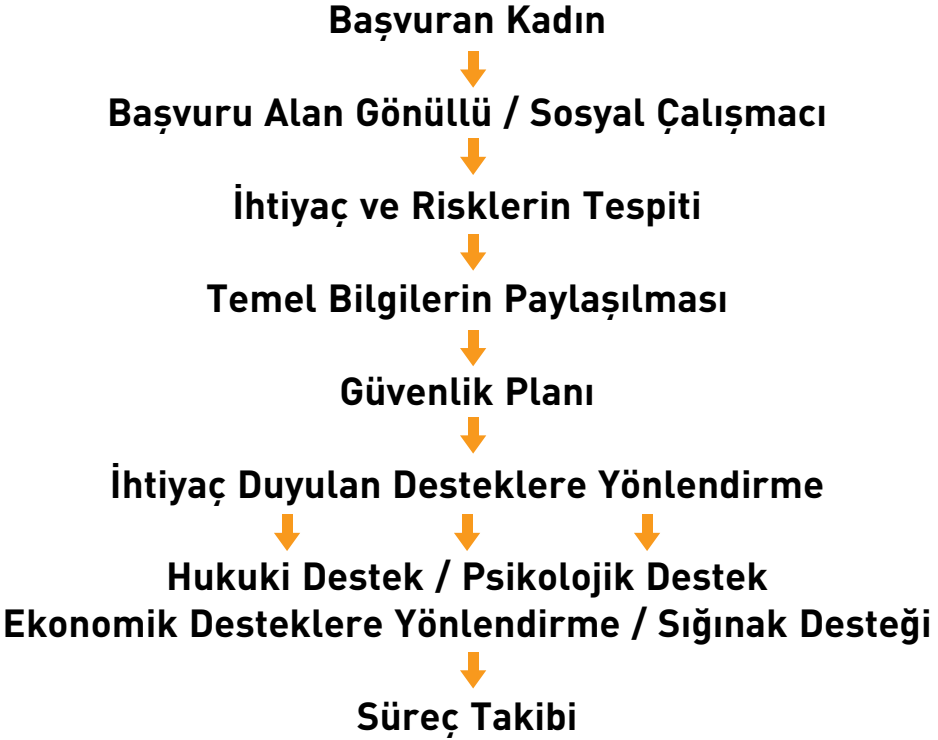 Başvuran Kadın
Başvuru Alan Gönüllü / Sosyal Çalışmacı
İhtiyaç ve Risklerin Tespiti
Temel Bilgilerin Paylaşılması
Güvenlik Planı
İhtiyaç Duyulan Desteklere Yönlendirme
Hukuki Destek / Psikolojik Destek
Ekonomik Desteklere Yönlendirme / Sığınak Desteği
Süreç Takibi